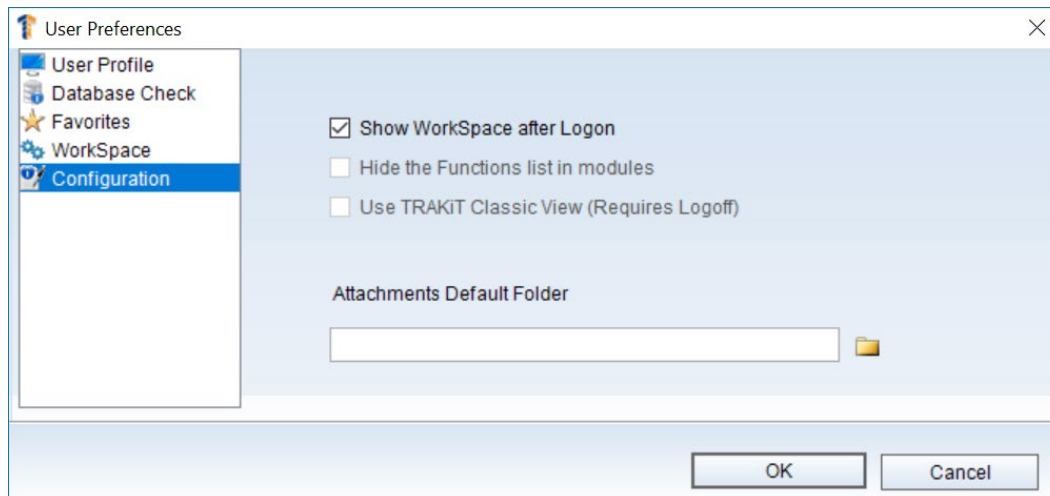 User Preferences
User Profile
Database Check
Favorites
WorkSpace
Configuration
Show WorkSpace after Logon
Hide the Functions list in modules
Use TRAKiT Classic View (Requires Logoff)
Attachments Default Folder
OK
Cancel